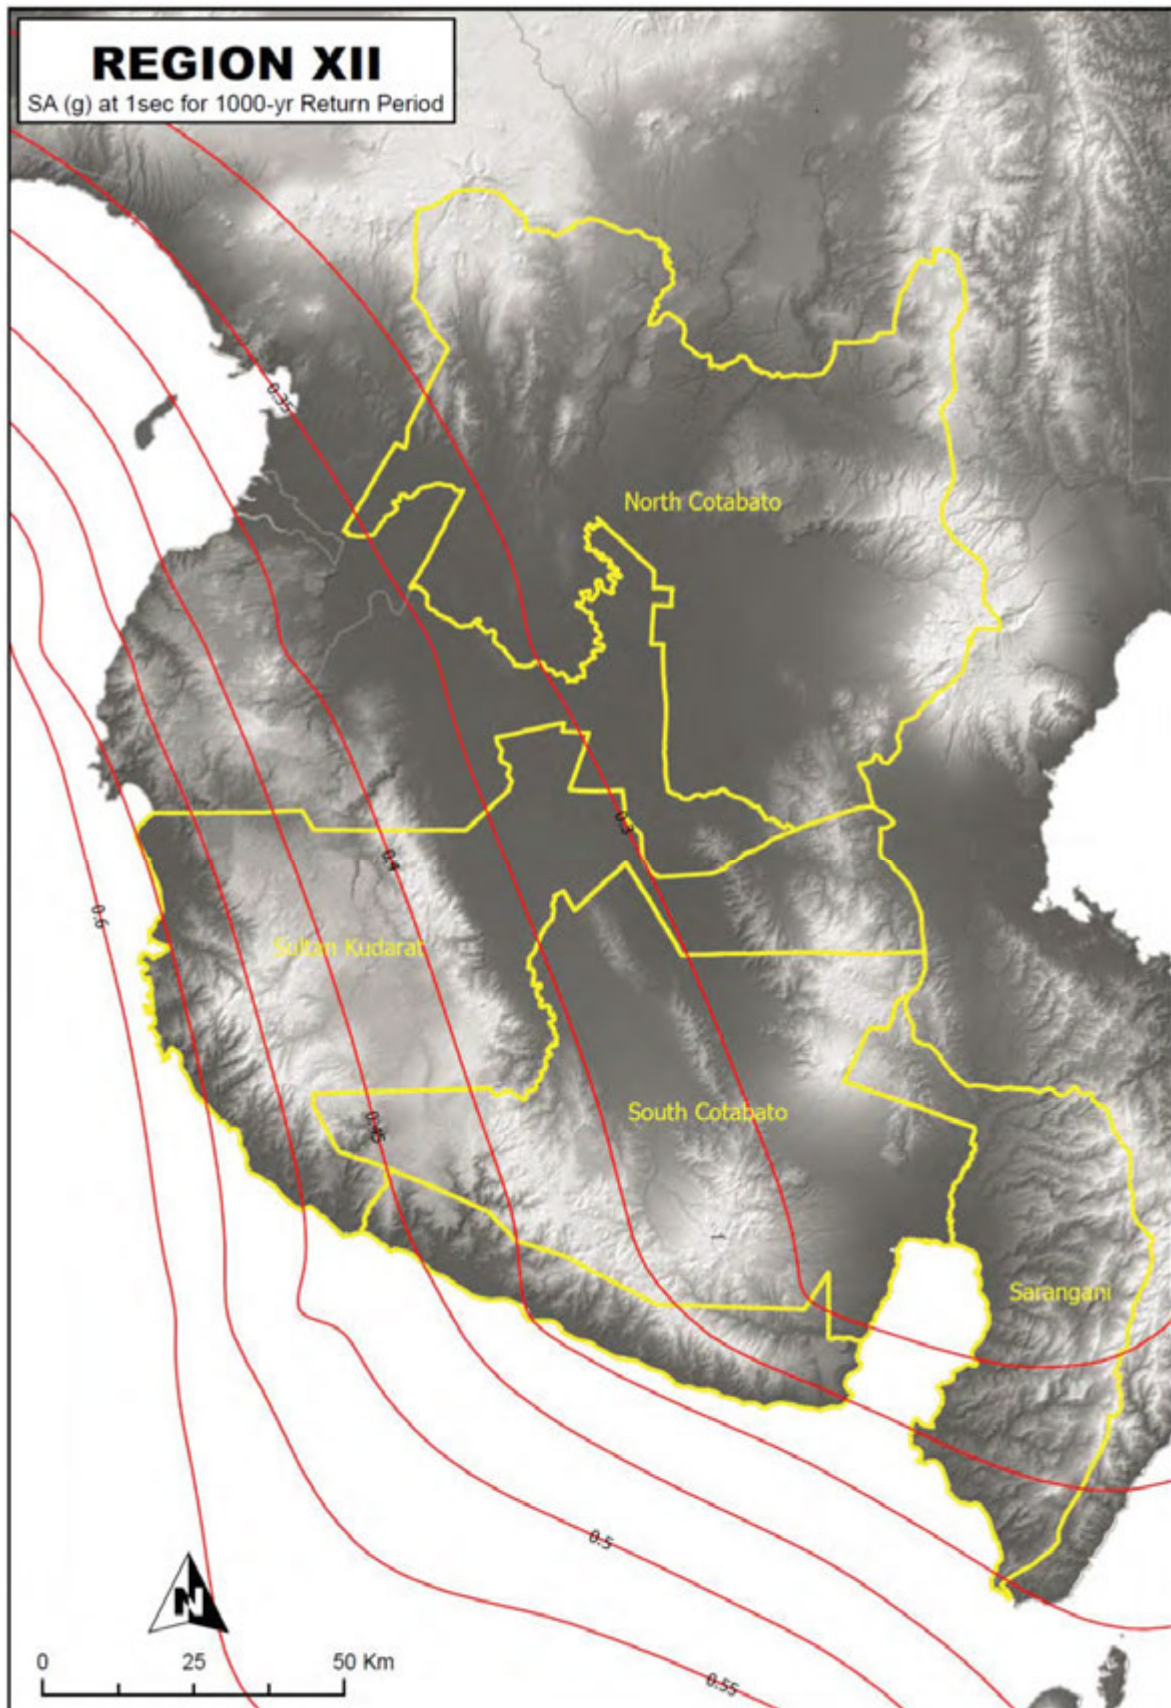 REGION XII
SA (g) at 1sec for 1000-yr Return Period
0.35
North Cotabato
0.3
0.4
0.6
Sultan Kudarat
South Cotabato
0.45
1
Sarangani
0.5
N
0 25 50 Km
0.55